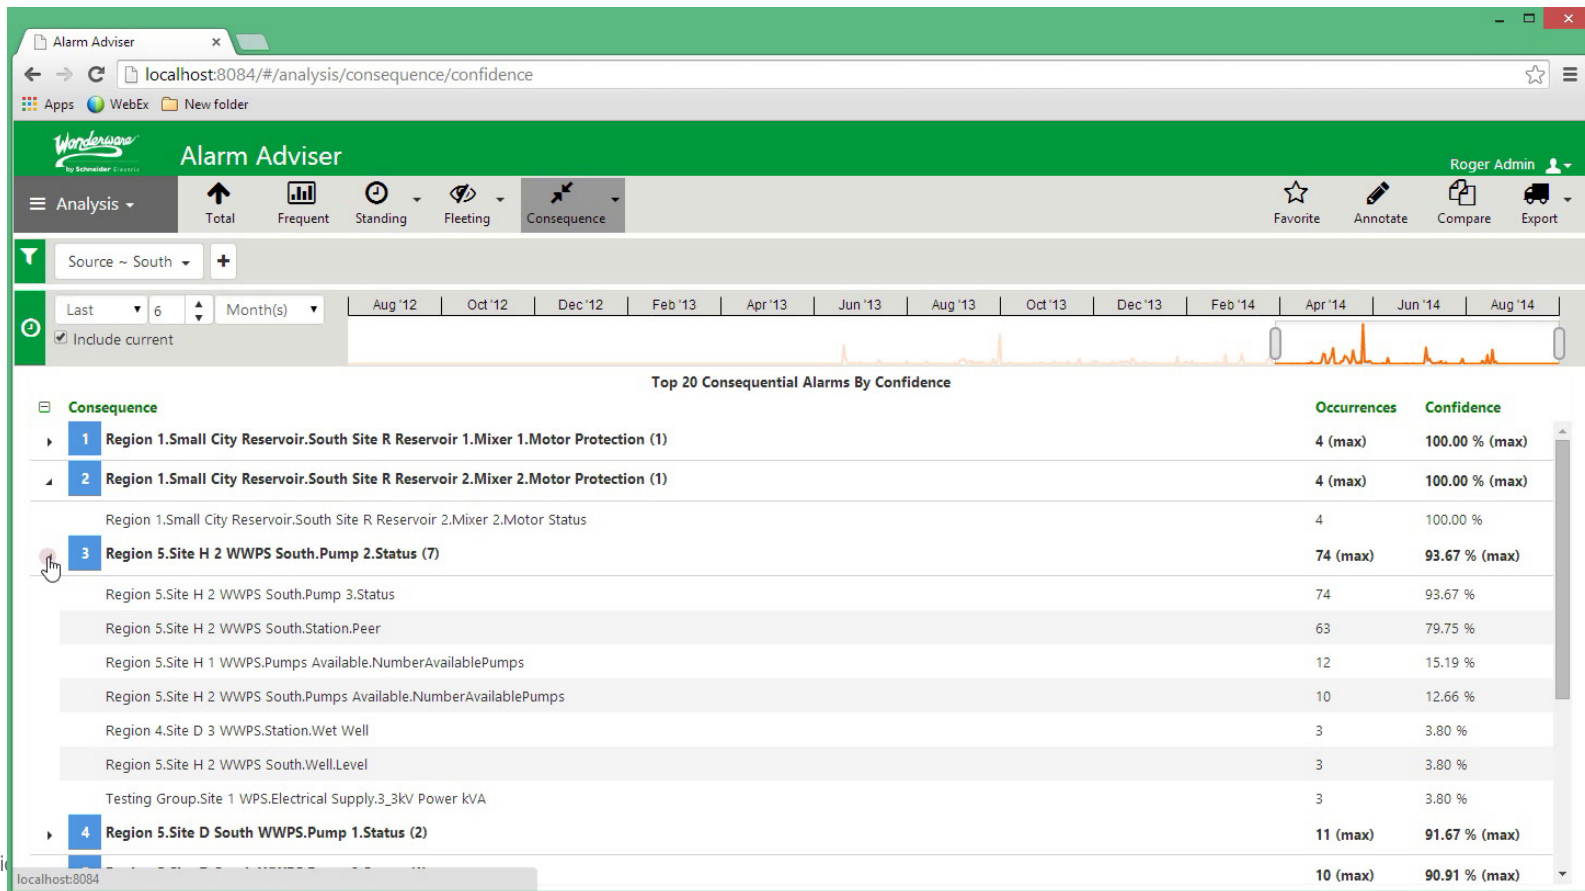 Alarm Adviser
localhost:8084/#/analysis/consequence/confidence
Apps WebEx New folder
Wonderware
by Schneider Electric
Alarm Adviser
Roger Admin
Analysis
Total Frequent Standing Fleeting Consequence Favorite Annotate Compare Export
Source ~ South +
Last 6 Month(s)
Aug '12 Oct '12 Dec '12 Feb '13 Apr '13 Jun '13 Aug '13 Oct '13 Dec '13 Feb '14 Apr '14 Jun '14 Aug '14
Include current
Top 20 Consequential Alarms By Confidence
Consequence Occurrences Confidence
1 Region 1.Small City Reservoir.South Site R Reservoir 1.Mixer 1.Motor Protection (1) 4 (max) 100.00 % (max)
2 Region 1.Small City Reservoir.South Site R Reservoir 2.Mixer 2.Motor Protection (1) 4 (max) 100.00 % (max)
Region 1.Small City Reservoir.South Site R Reservoir 2.Mixer 2.Motor Status 4 100.00 %
3 Region 5.Site H 2 WWPS South.Pump 2.Status (7) 74 (max) 93.67 % (max)
Region 5.Site H 2 WWPS South.Pump 3.Status 74 93.67 %
Region 5.Site H 2 WWPS South.Station.Peer 63 79.75 %
Region 5.Site H 1 WWPS.Pumps Available.NumberAvailablePumps 12 15.19 %
Region 5.Site H 2 WWPS South.Pumps Available.NumberAvailablePumps 10 12.66 %
Region 4.Site D 3 WWPS.Station.Wet Well 3 3.80 %
Region 5.Site H 2 WWPS South.Well.Level 3 3.80 %
Testing Group.Site 1 WPS.Electrical Supply.3_3kV Power kVA 3 3.80 %
4 Region 5.Site D South WWPS.Pump 1.Status (2) 11 (max) 91.67 % (max)
10 (max) 90.91 % (max)
localhost:8084